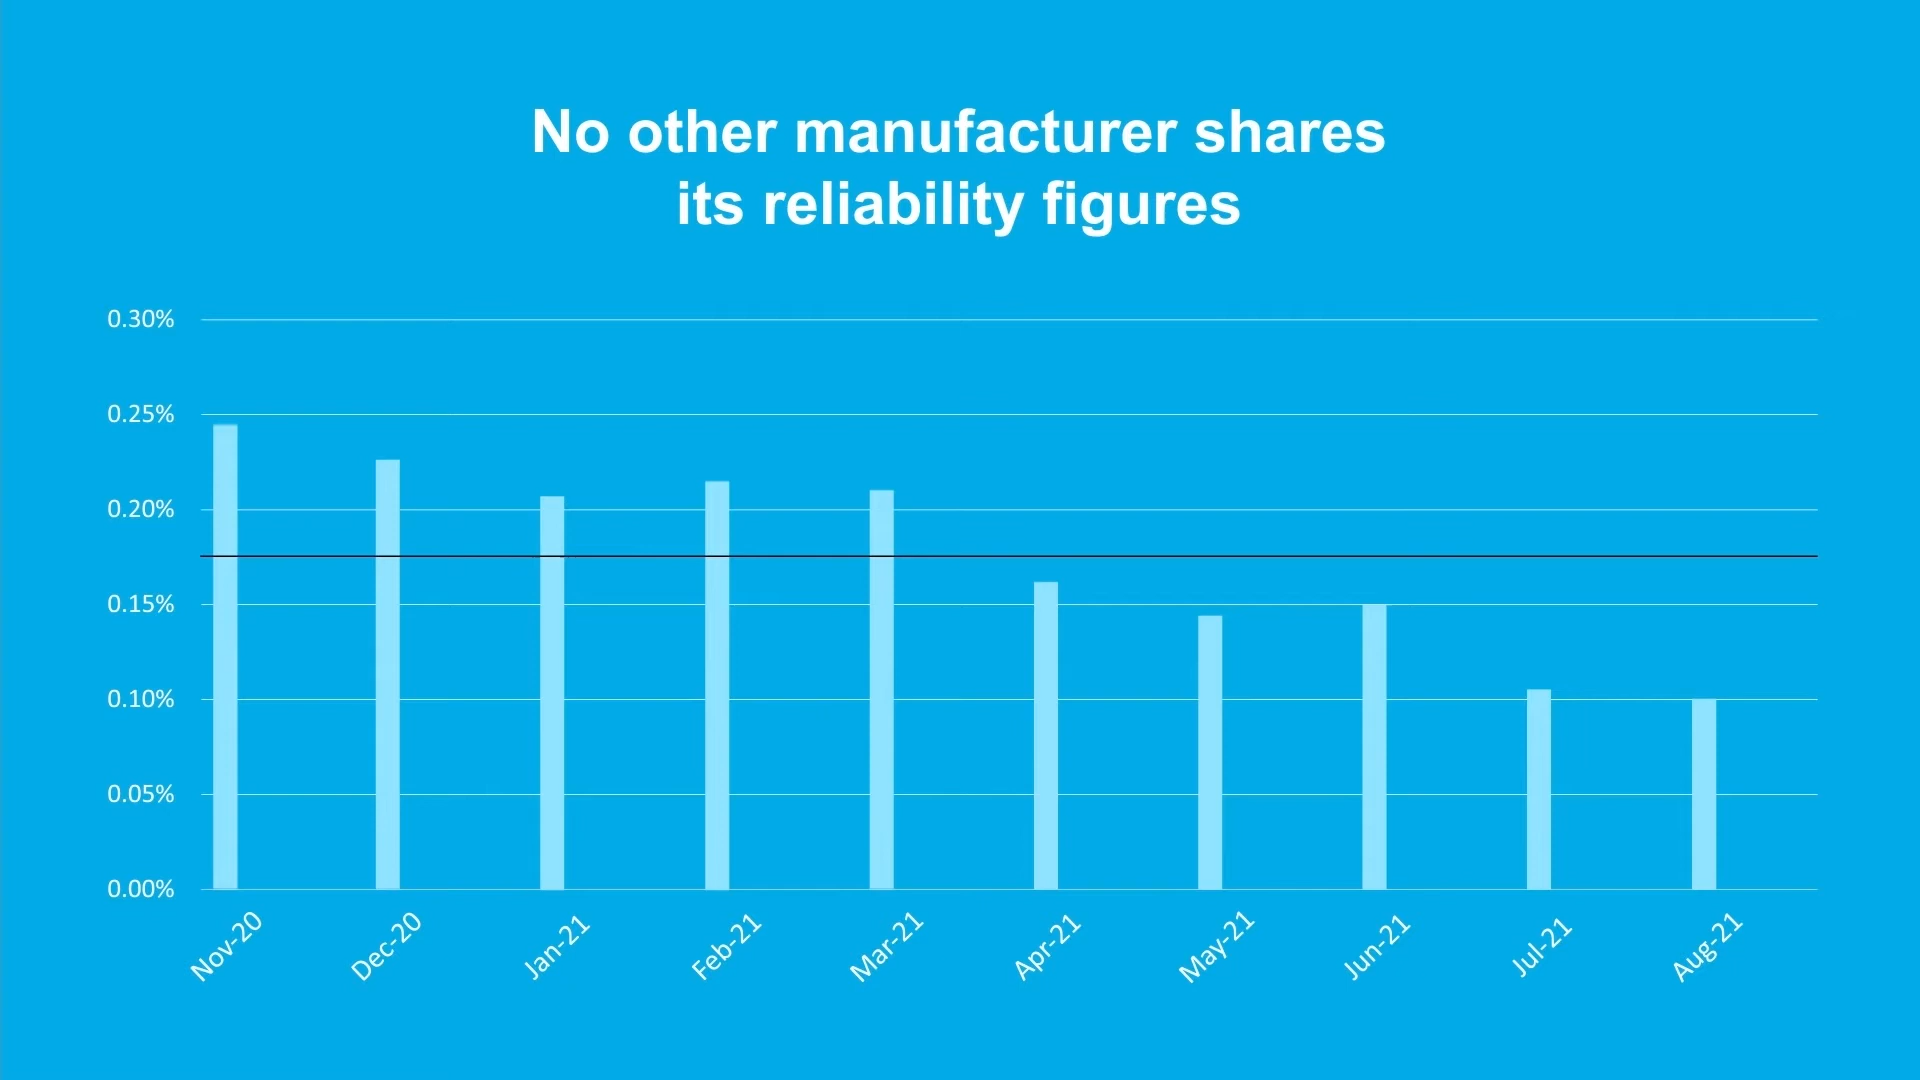 No other manufacturer shares
its reliability figures
0.30%
0.25%
0.20%
0.15%
0.10%
0.05%
0.00%
Nov-20
Dec-20
Jan-21
Feb-21
Mar-21
Apr-21
May-21
Jun-21
Jul-21
Aug-21